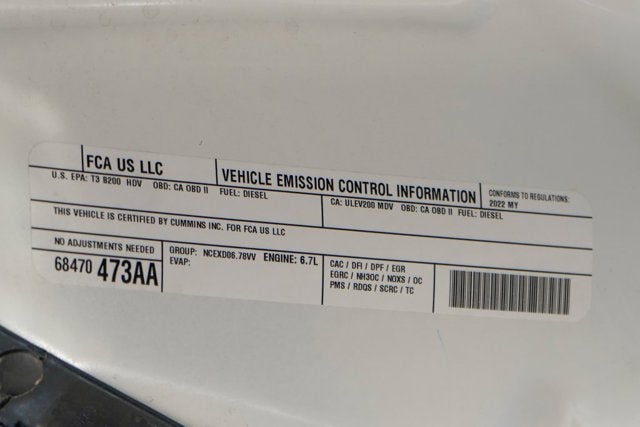 FCA US LLC
VEHICLE EMISSION CONTROL INFORMATION
CONFORMS TO REGULATIONS:
2022 MY
U.S. EPA: T3 B200 HDV OBD: CA OBD II FUEL: DIESEL
CA: ULEV200 MDV OBD: CA OBD II FUEL: DIESEL
THIS VEHICLE IS CERTIFIED BY CUMMINS INC. FOR FCA US LLC
NO ADJUSTMENTS NEEDED
68470 473AA
GROUP: NCEXD06.78VV ENGINE: 6.7L
EVAP:
CAC / DFI / DPF / EGR
EGRC / NH3OC / NOXS / OC
PMS / RDQS / SCRC / TC